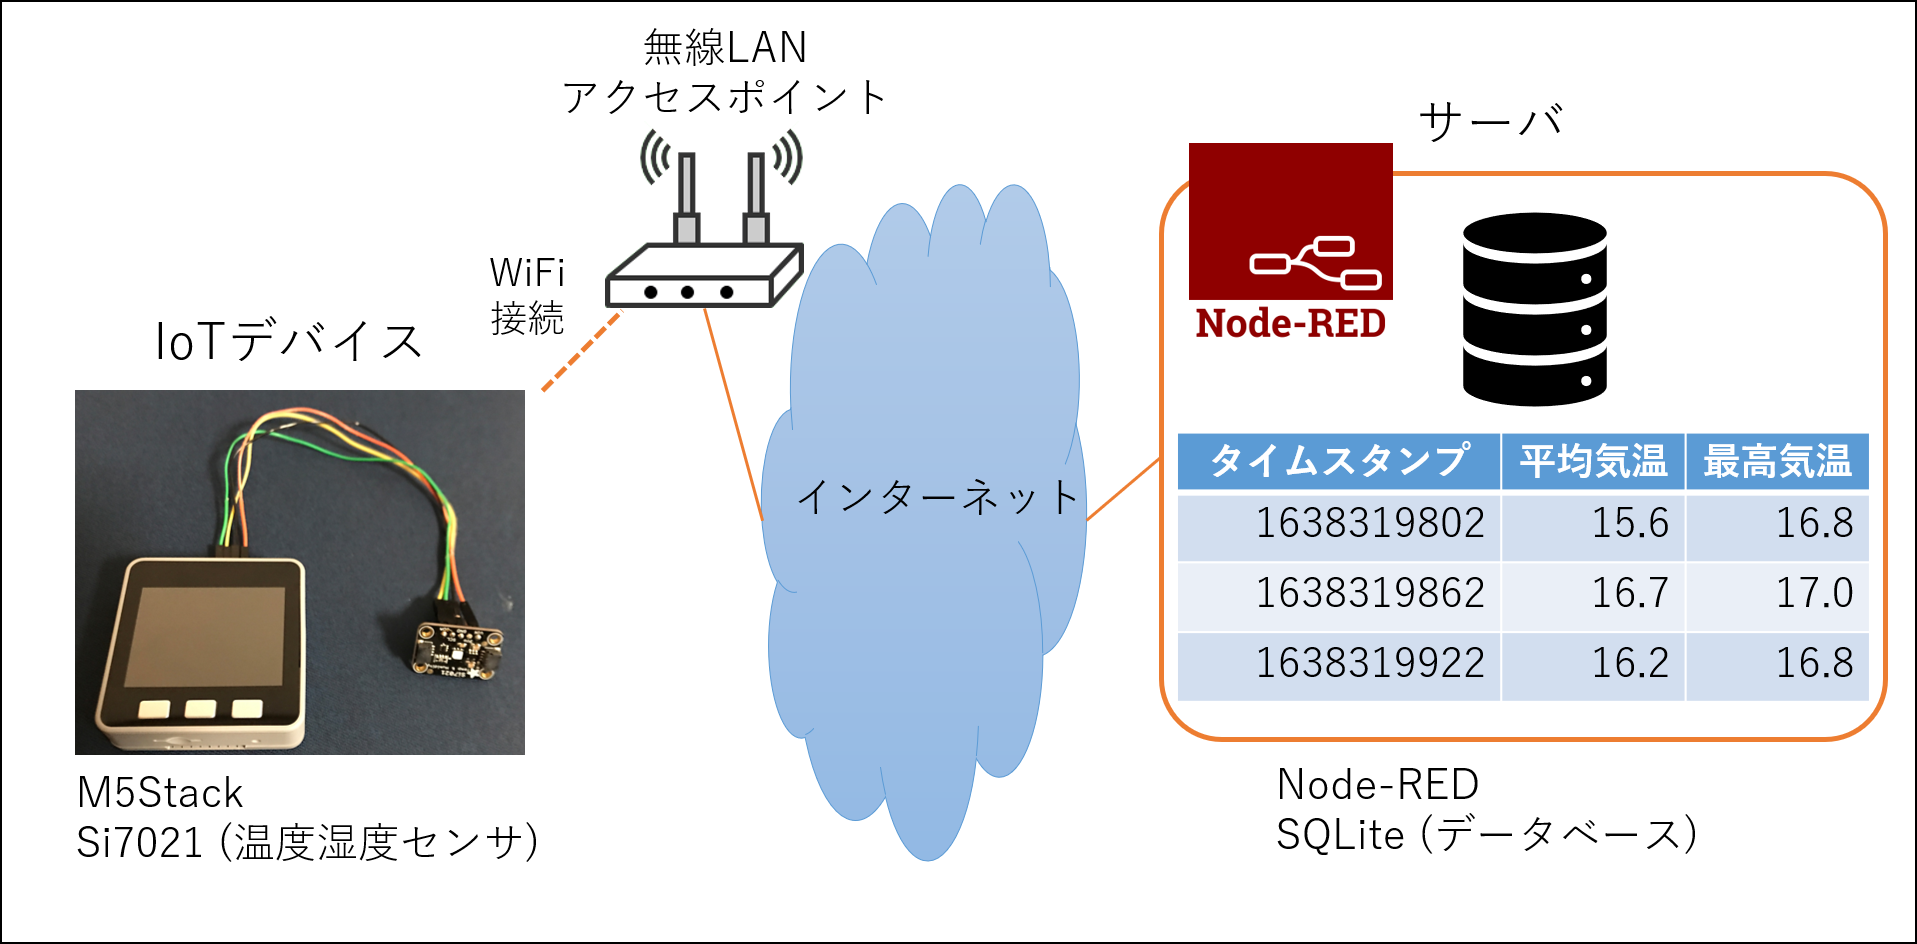 無線LAN
アクセスポイント
サーバ
WiFi
接続
IoTデバイス
Node-RED
インターネット
タイムスタンプ 平均気温 最高気温
1638319802 15.6 16.8
1638319862 16.7 17.0
1638319922 16.2 16.8
M5Stack
Si7021 (温度湿度センサ)
Node-RED
SQLite (データベース)